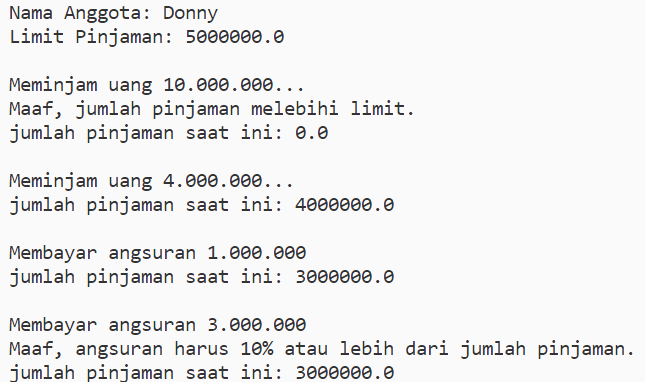 Nama Anggota: Donny
Limit Pinjaman: 5000000.0
Meminjam uang 10.000.000...
Maaf, jumlah pinjaman melebihi limit.
jumlah pinjaman saat ini: 0.0
Meminjam uang 4.000.000...
jumlah pinjaman saat ini: 4000000.0
Membayar angsuran 1.000.000
jumlah pinjaman saat ini: 3000000.0
Membayar angsuran 3.000.000
Maaf, angsuran harus 10% atau lebih dari jumlah pinjaman.
jumlah pinjaman saat ini: 3000000.0